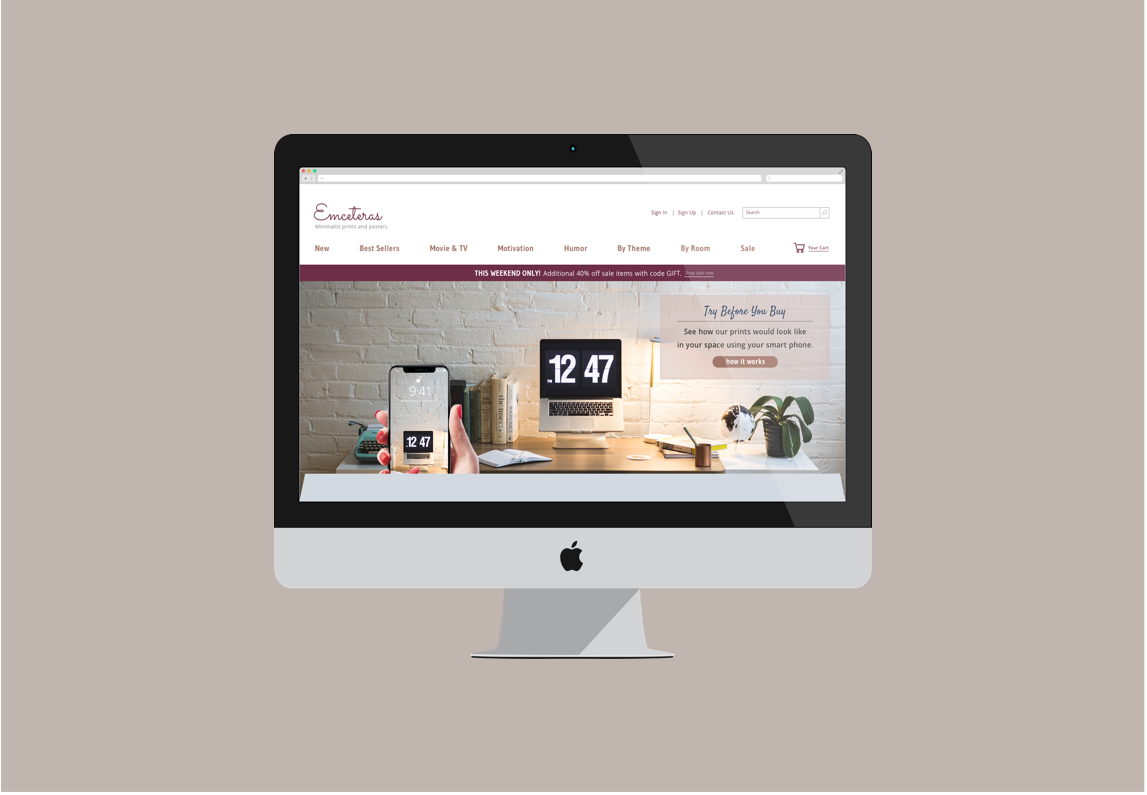 Emceteras
Minimalist prints and posters.
Sign In | Sign Up | Contact Us
Search
New Best Sellers Movie & TV Motivation Humor By Theme By Room Sale Your Cart
THIS WEEKEND ONLY! Additional 40% off sale items with code GIFT. Shop sale now
Try Before You Buy
See how our prints would look like
in your space using your smart phone.
how it works
12 47
9:41
12 47